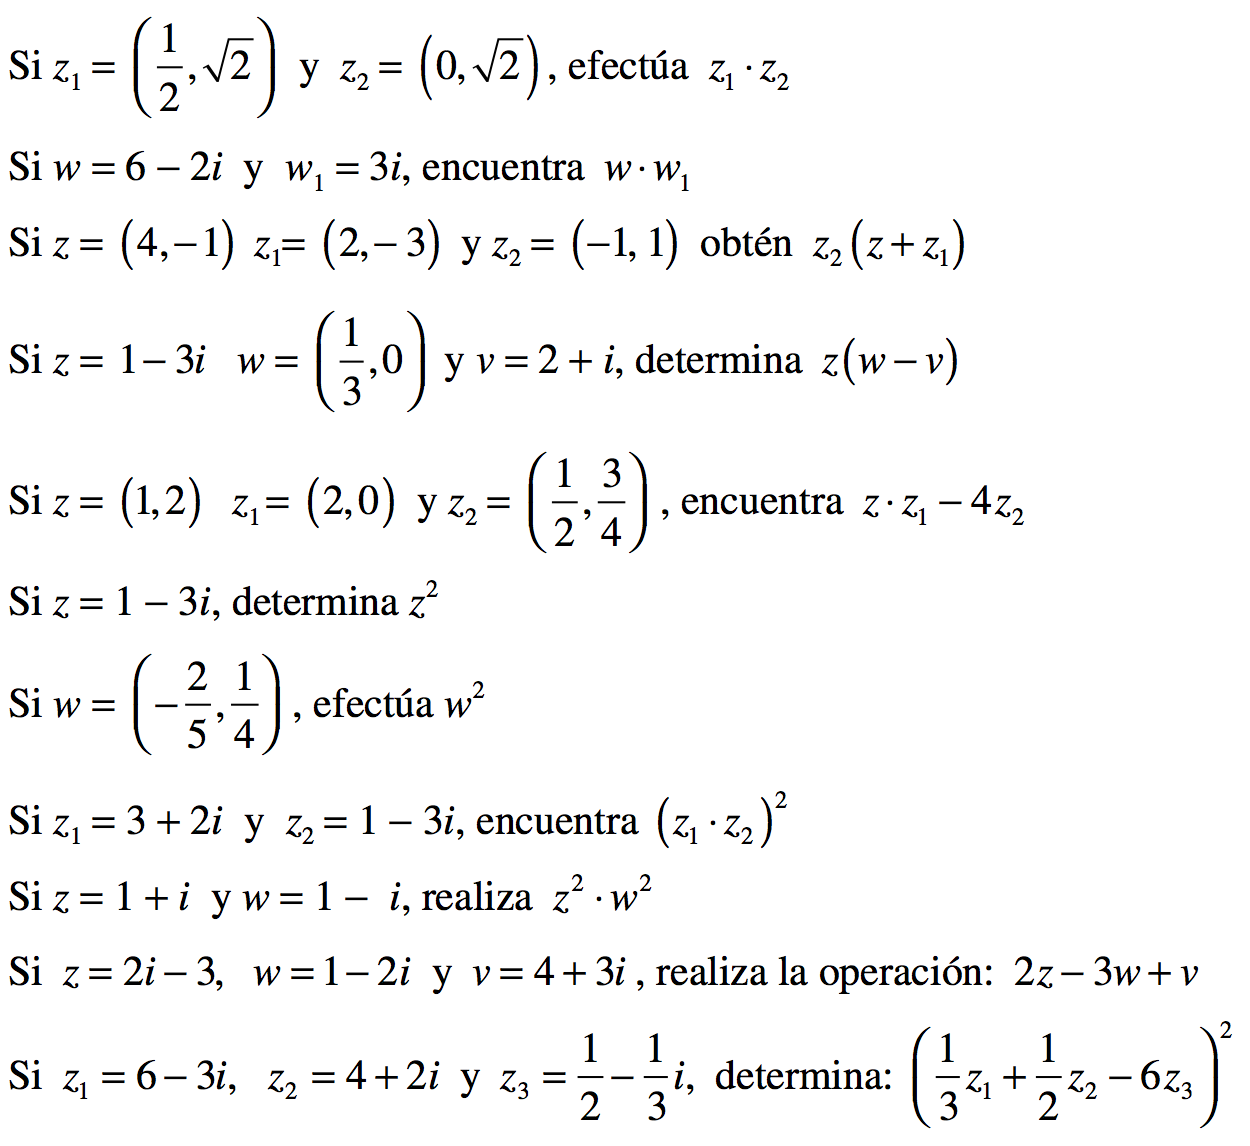 Si z₁ = (1/2, √2) y z₂ = (0, √2), efectúa z₁ · z₂
Si w = 6 − 2i y w₁ = 3i, encuentra w · w₁
Si z = (4, −1) z₁= (2, − 3) y z₂ = (−1, 1) obtén z₂(z + z₁)
Si z = 1− 3i w = (1/3, 0) y v = 2 + i, determina z(w − v)
Si z = (1, 2) z₁= (2, 0) y z₂ = (1/2, 3/4), encuentra z · z₁ − 4z₂
Si z = 1 − 3i, determina z²
Si w = (−2/5, 1/4), efectúa w²
Si z₁ = 3 + 2i y z₂ = 1 − 3i, encuentra (z₁ · z₂)²
Si z = 1 + i y w = 1 − i, realiza z² · w²
Si z = 2i − 3, w = 1 − 2i y v = 4 + 3i , realiza la operación: 2z − 3w + v
Si z₁ = 6 − 3i, z₂ = 4 + 2i y z₃ = 1/2 − 1/3 i, determina: (1/3 z₁ + 1/2 z₂ − 6z₃)²